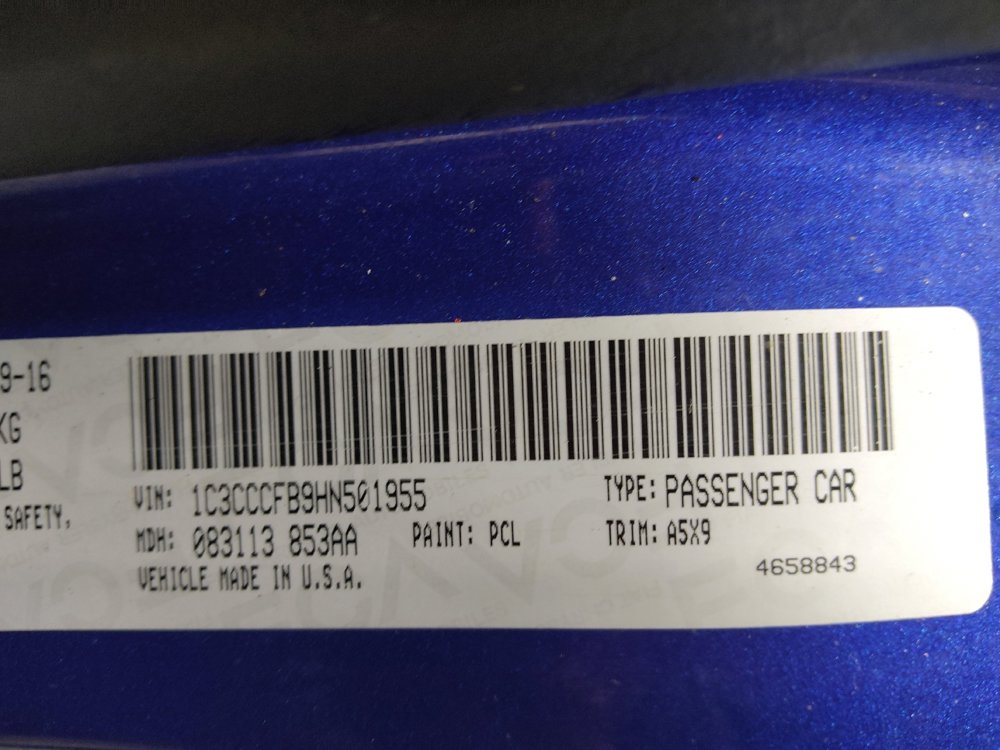 9-16
KG
LB
SAFETY,
VIN: 1C3CCCFB9HN501955
TYPE: PASSENGER CAR
MDH: 083113 853AA
PAINT: PCL
TRIM: A5X9
VEHICLE MADE IN U.S.A.
4658843